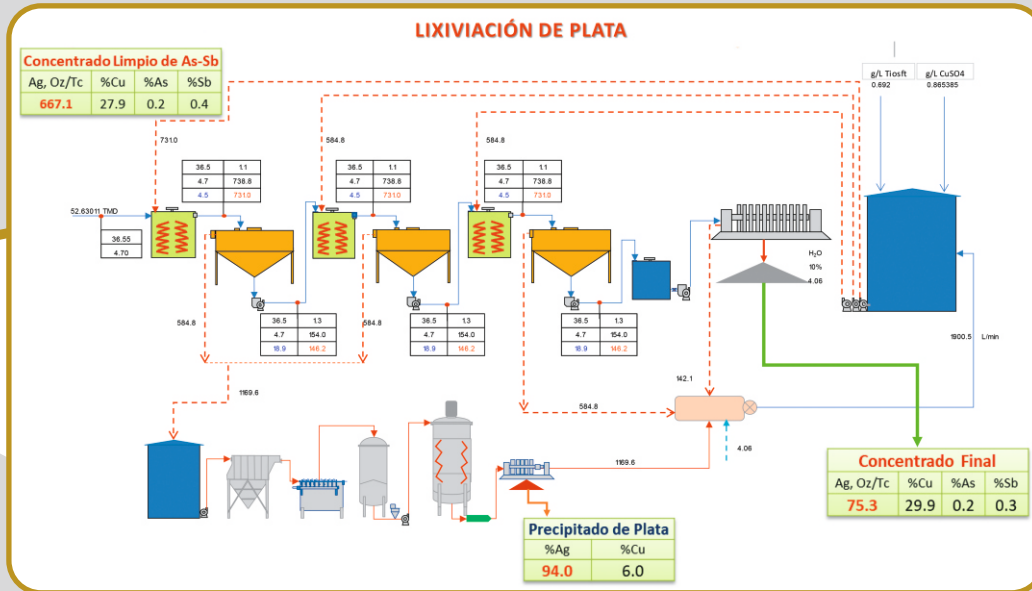 LIXIVIACIÓN DE PLATA
Concentrado Limpio de As-Sb
Ag, Oz/Tc %Cu %As %Sb
667.1 27.9 0.2 0.4
g/L Tiosft g/L CuSO4
0.692 0.865385
731.0 584.8 584.8
36.5 1.1
4.7 738.8
4.5 731.0
36.5 1.1
4.7 738.8
4.5 731.0
36.5 1.1
4.7 738.8
4.5 731.0
52.63011 TMD
36.55
4.70
H₂O
10%
4.06
584.8 584.8
36.5 1.3
4.7 154.0
18.9 146.2
36.5 1.3
4.7 154.0
18.9 146.2
36.5 1.3
4.7 154.0
18.9 146.2
1900.5 L/min
1169.6
142.1
584.8
4.06
1169.6
Concentrado Final
Ag, Oz/Tc %Cu %As %Sb
75.3 29.9 0.2 0.3
Precipitado de Plata
%Ag %Cu
94.0 6.0